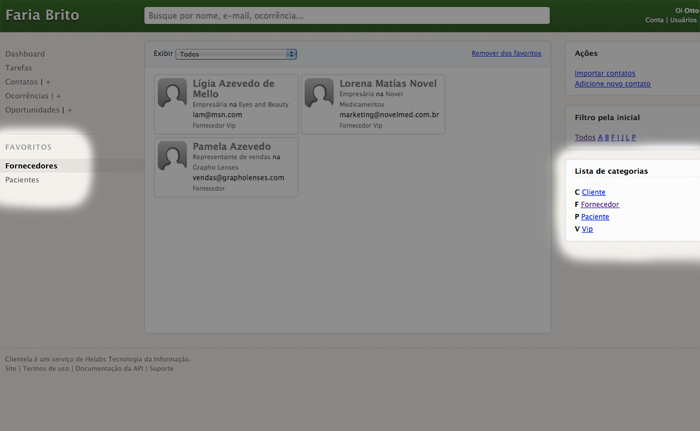 Faria Brito
Busque por nome, e-mail, ocorrência...
Oi Otto
Conta | Usuários
Dashboard
Tarefas
Contatos | +
Ocorrências | +
Oportunidades | +
FAVORITOS
Fornecedores
Pacientes
Exibir Todos
Remover dos favoritos
Lígia Azevedo de
Mello
Empresária na Eyes and Beauty
lam@msn.com
Fornecedor Vip
Lorena Matias Novel
Empresária na Novel
Medicamentos
marketing@novelmed.com.br
Fornecedor Vip
Pamela Azevedo
Representante de vendas na
Grapho Lenses
vendas@grapholenses.com
Fornecedor
Ações
Importar contatos
Adicione novo contato
Filtro pela inicial
Todos A B F I J L P
Lista de categorias
C Cliente
F Fornecedor
P Paciente
V Vip
Clientela é um serviço de Helabs Tecnologia da Informação.
Site | Termos de uso | Documentação da API | Suporte